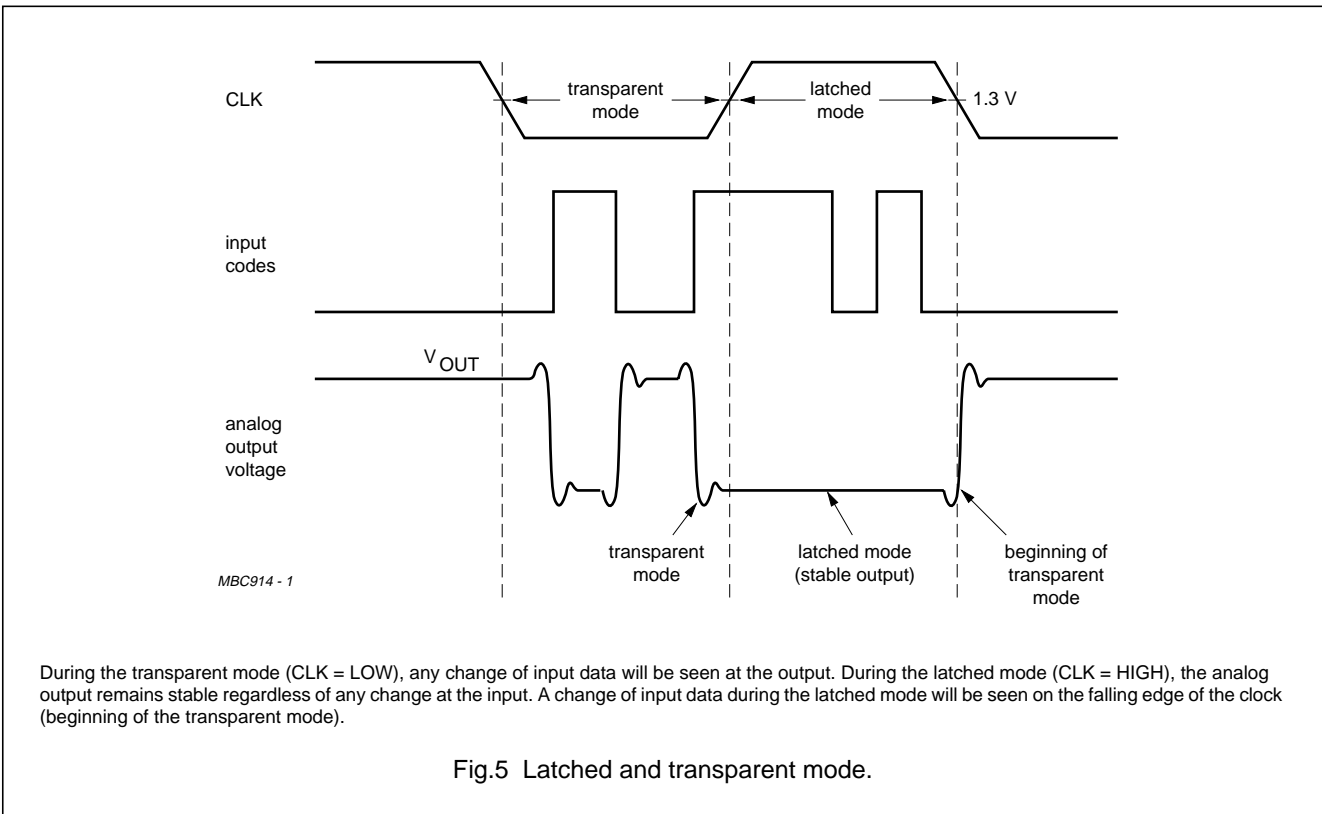 CLK
transparent
mode
latched
mode
1.3 V
input
codes
V OUT
analog
output
voltage
transparent
mode
latched mode
(stable output)
beginning of
transparent
mode
MBC914 - 1
During the transparent mode (CLK = LOW), any change of input data will be seen at the output. During the latched mode (CLK = HIGH), the analog
output remains stable regardless of any change at the input. A change of input data during the latched mode will be seen on the falling edge of the clock
(beginning of the transparent mode).
Fig.5 Latched and transparent mode.